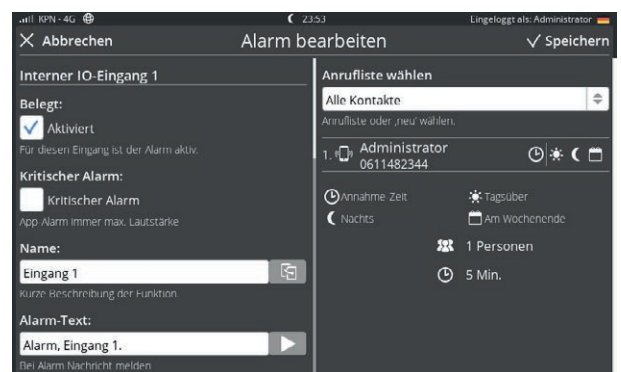 KPN - 4G 23:53 Eingeloggt als: Administrator
Abbrechen Alarm bearbeiten Speichern
Interner IO-Eingang 1
Belegt:
Aktiviert
Für diesen Eingang ist der Alarm aktiv.
Kritischer Alarm:
Kritischer Alarm
App-Alarm immer max. Lautstärke
Name:
Eingang 1
Kurze Beschreibung der Funktion.
Alarm-Text:
Alarm, Eingang 1.
Bei Alarm Nachricht melden
Anrufliste wählen
Alle Kontakte
Anrufliste oder ‚neu' wählen.
1. Administrator
0611482344
Annahme Zeit Tagsüber
Nachts Am Wochenende
1 Personen
5 Min.